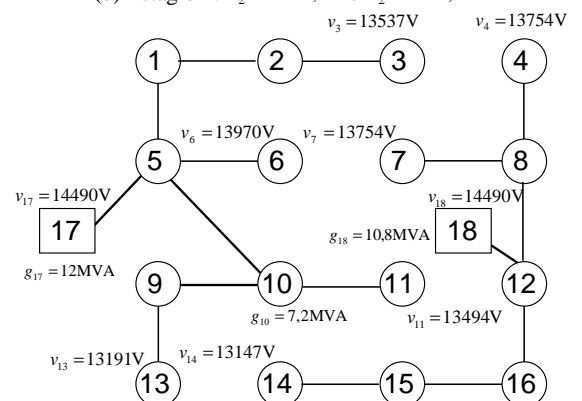 v₃ = 13537V
v₄ = 13754V
1
2
3
4
v₆ = 13970V
v₇ = 13754V
5
6
7
8
v₁₇ = 14490V
v₁₈ = 14490V
17
g₁₈ = 10,8MVA
18
g₁₇ = 12MVA
9
10
11
12
g₁₀ = 7,2MVA
v₁₁ = 13494V
v₁₃ = 13191V
v₁₄ = 13147V
13
14
15
16